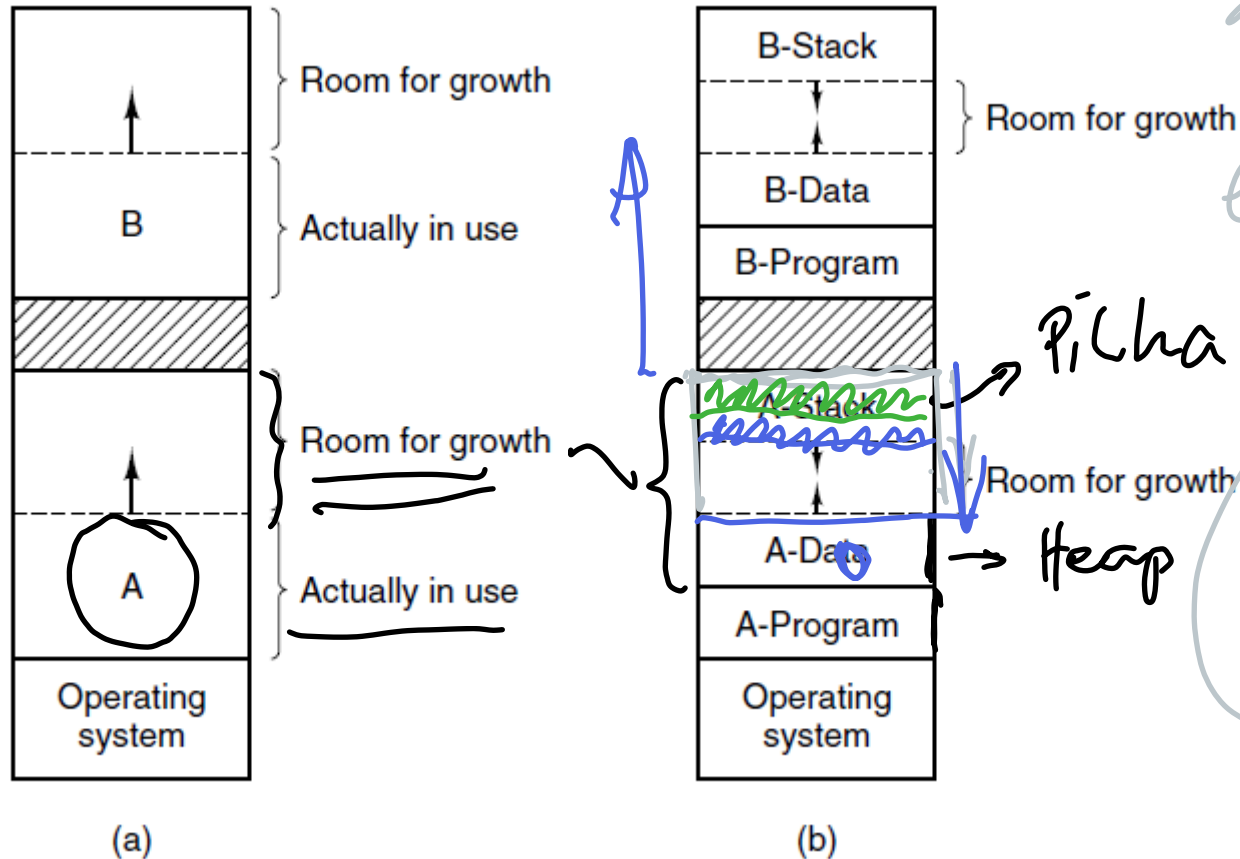 Room for growth
B
Actually in use
Room for growth
A
Actually in use
Operating
system
(a)
B-Stack
Room for growth
B-Data
B-Program
Picha
A-Stack
Room for growth
A-Data
Heap
A-Program
Operating
system
(b)